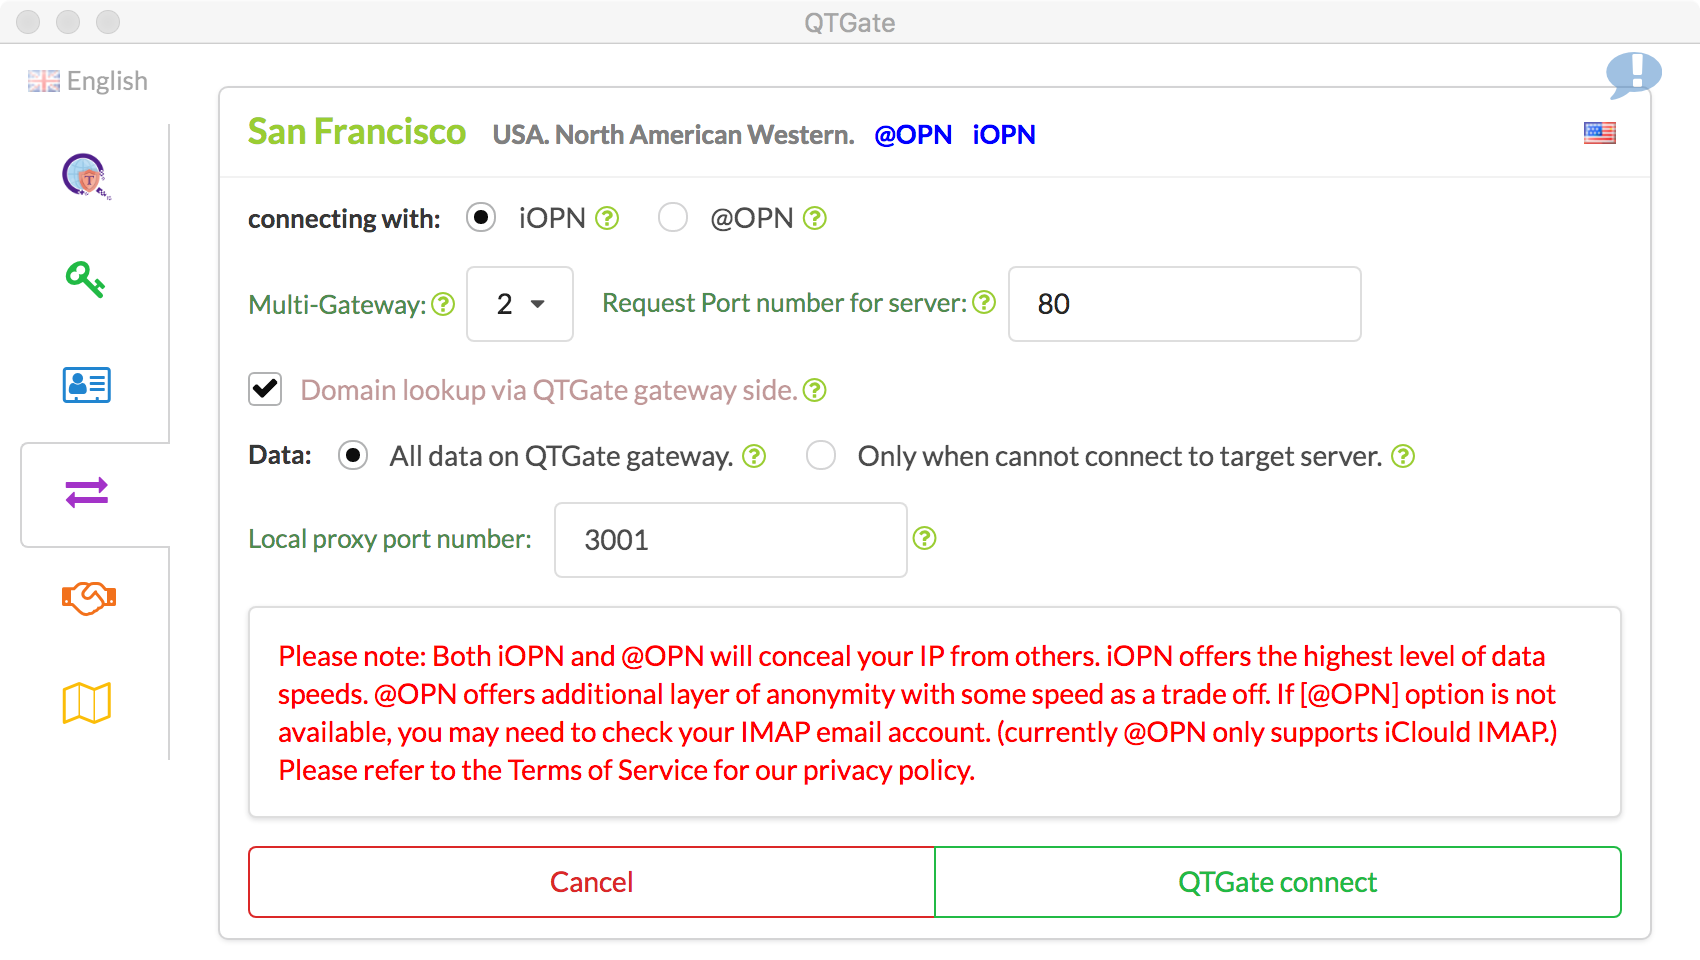 QTGate
English
San Francisco USA. North American Western. @OPN iOPN
connecting with: iOPN @OPN
Multi-Gateway: 2 Request Port number for server: 80
Domain lookup via QTGate gateway side.
Data: All data on QTGate gateway. Only when cannot connect to target server.
Local proxy port number: 3001
Please note: Both iOPN and @OPN will conceal your IP from others. iOPN offers the highest level of data
speeds. @OPN offers additional layer of anonymity with some speed as a trade off. If [@OPN] option is not
available, you may need to check your IMAP email account. (currently @OPN only supports iClould IMAP.)
Please refer to the Terms of Service for our privacy policy.
Cancel QTGate connect